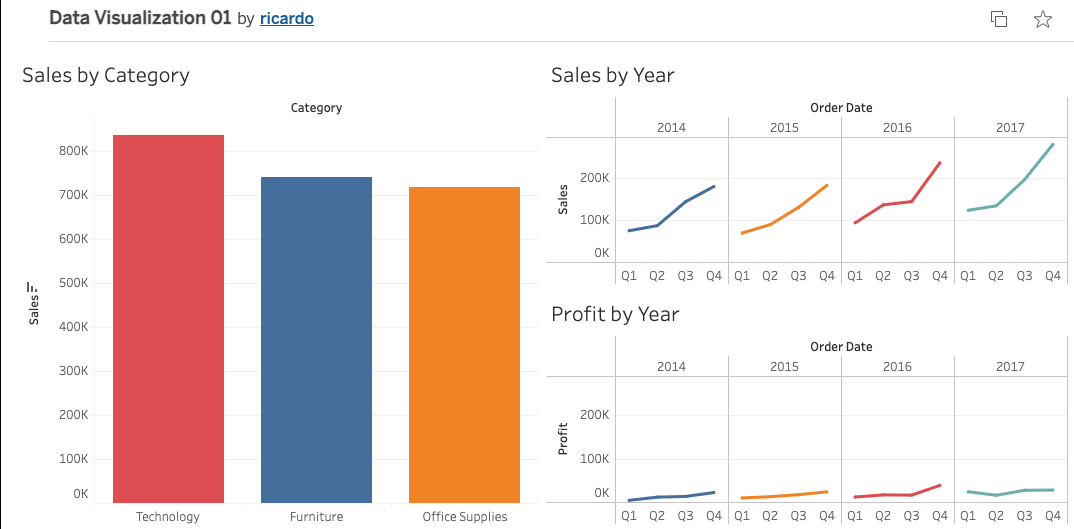 Data Visualization 01 by ricardo
Sales by Category
Category
800K
700K
600K
500K
400K
300K
200K
100K
0K
Sales
Technology Furniture Office Supplies
Sales by Year
Order Date
2014 2015 2016 2017
200K
100K
0K
Sales
Q1 Q2 Q3 Q4 Q1 Q2 Q3 Q4 Q1 Q2 Q3 Q4 Q1 Q2 Q3 Q4
Profit by Year
Order Date
2014 2015 2016 2017
200K
100K
0K
Profit
Q1 Q2 Q3 Q4 Q1 Q2 Q3 Q4 Q1 Q2 Q3 Q4 Q1 Q2 Q3 Q4